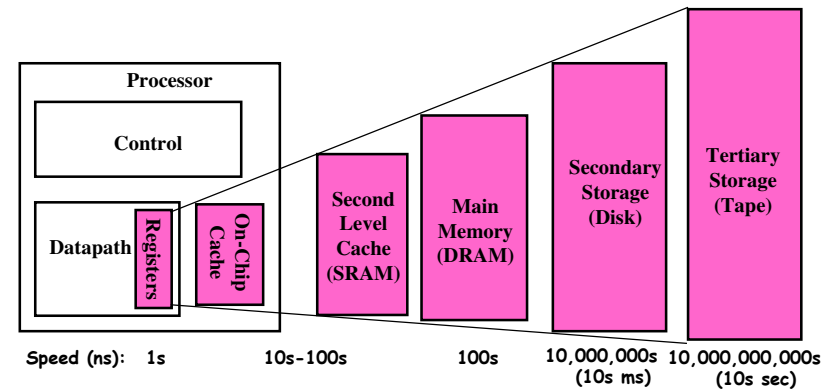 Processor
Control
Datapath
Registers
On-Chip
Cache
Second
Level
Cache
(SRAM)
Main
Memory
(DRAM)
Secondary
Storage
(Disk)
Tertiary
Storage
(Tape)
Speed (ns): 1s 10s-100s 100s 10,000,000s 10,000,000,000s
(10s ms) (10s sec)